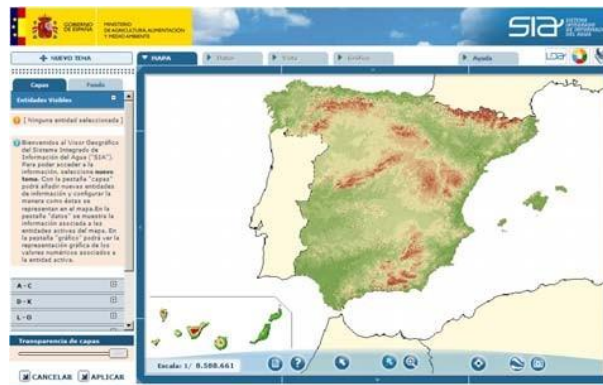 GOBIERNO
DE ESPAÑA
MINISTERIO
DE AGRICULTURA, ALIMENTACIÓN
Y MEDIO AMBIENTE
SIA
SISTEMA
INTEGRADO
DE INFORMACIÓN
DEL AGUA
NUEVO TEMA
MAPA
Datos
Vista
Gráfico
Ayuda
Capas
Fondo
Entidades Visibles
[ Ninguna entidad seleccionada ]
Bienvenidos al Visor Geográfico
del Sistema Integrado de
Información del Agua ("SIA").
Para poder acceder a la
información, seleccione nuevo
tema. Con la pestaña "capas"
podrá añadir nuevas entidades
de información y configurar la
manera como éstas se
representan en el mapa.En la
pestaña "datos" se muestra la
información asociada a las
entidades activas del mapa. En
la pestaña "gráfico" podrá ver la
representación gráfica de los
valores numéricos asociados a
la entidad activa.
A - C
D - K
L - O
Transparencia de capas
CANCELAR
APLICAR
Escala: 1/ 8.588.661